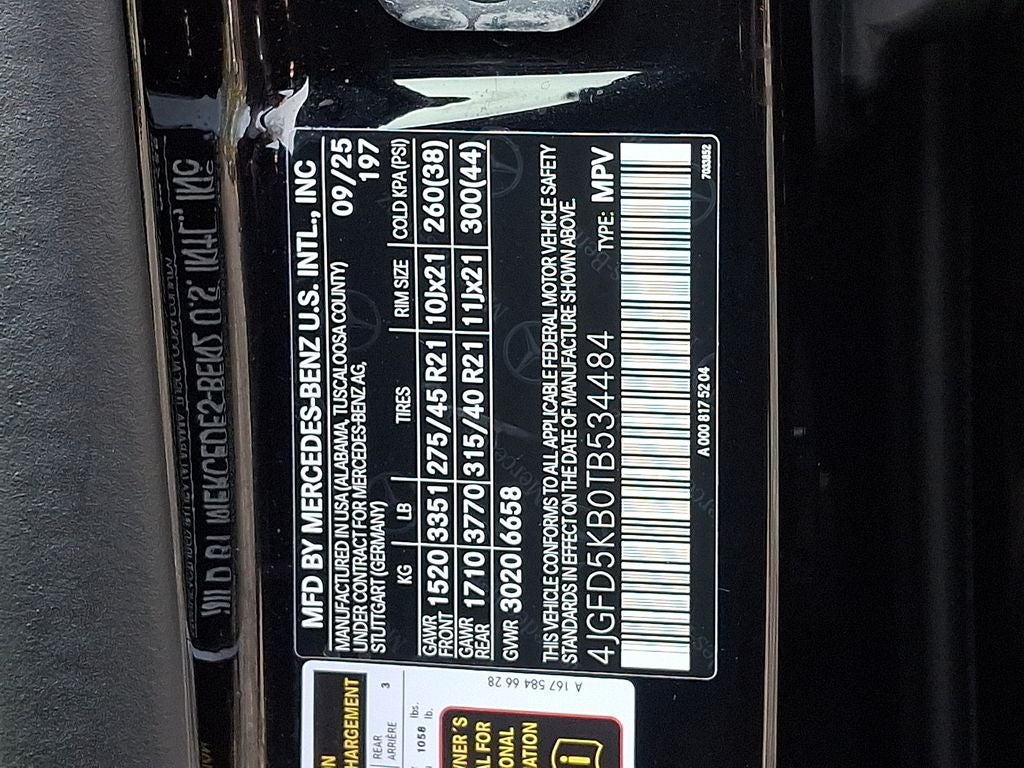 MFD BY MERCEDES-BENZ U.S. INTL., INC
MANUFACTURED IN USA (ALABAMA, TUSCALOOSA COUNTY) 09/25
UNDER CONTRACT FOR MERCEDES-BENZ AG, 197
STUTTGART (GERMANY)
KG LB TIRES RIM SIZE COLD KPA (PSI)
GAWR FRONT 1520 3351 275/45 R21 10Jx21 260(38)
GAWR REAR 1710 3770 315/40 R21 11Jx21 300(44)
GWR 3020 6658
THIS VEHICLE CONFORMS TO ALL APPLICABLE FEDERAL MOTOR VEHICLE SAFETY
STANDARDS IN EFFECT ON THE DATE OF MANUFACTURE SHOWN ABOVE.
4JGFD5KB0TB534484 TYPE: MPV
A 000 817 52 04 7033852
HARGEMENT
REAR
ARRIÈRE 3
1058 lbs.
lb.
A 167 584 66 28